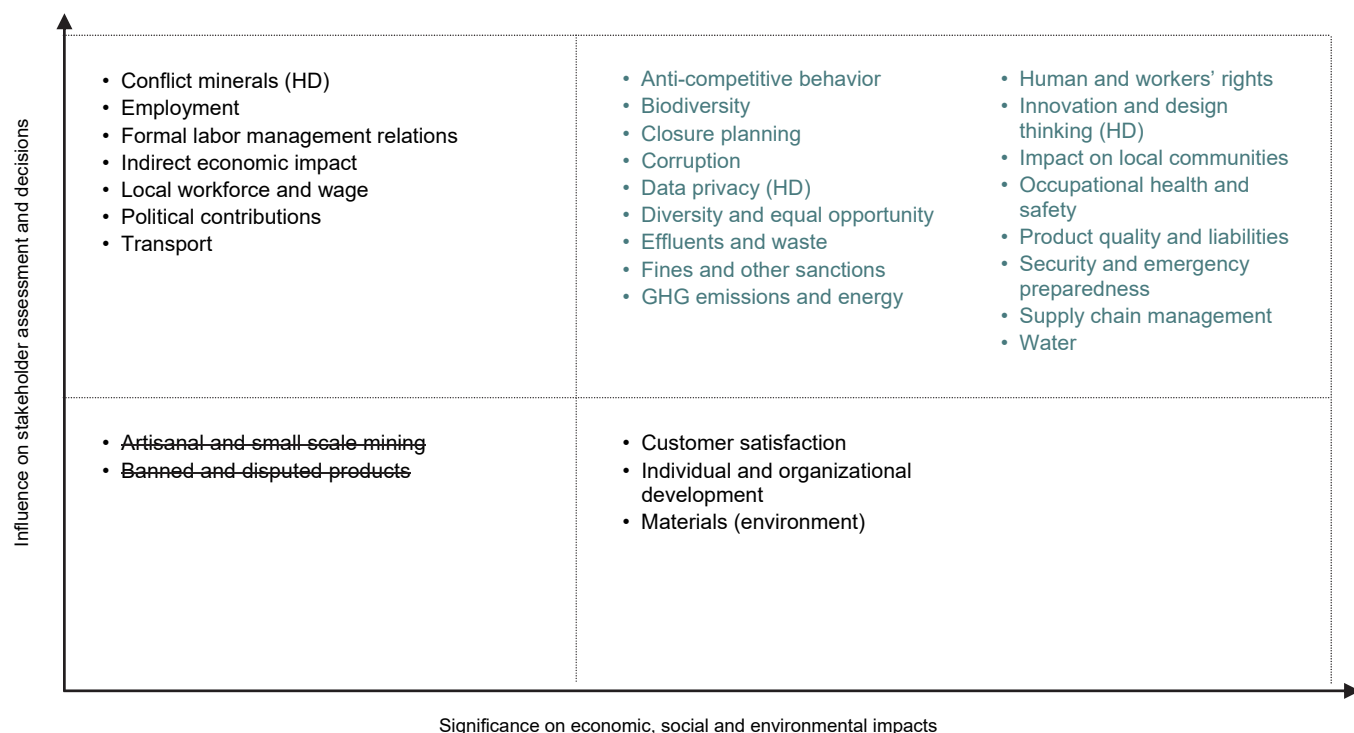 Influence on stakeholder assessment and decisions
• Conflict minerals (HD)
• Employment
• Formal labor management relations
• Indirect economic impact
• Local workforce and wage
• Political contributions
• Transport
• Anti-competitive behavior
• Biodiversity
• Closure planning
• Corruption
• Data privacy (HD)
• Diversity and equal opportunity
• Effluents and waste
• Fines and other sanctions
• GHG emissions and energy
• Human and workers’ rights
• Innovation and design
thinking (HD)
• Impact on local communities
• Occupational health and
safety
• Product quality and liabilities
• Security and emergency
preparedness
• Supply chain management
• Water
• Artisanal and small scale mining
• Banned and disputed products
• Customer satisfaction
• Individual and organizational
development
• Materials (environment)
Significance on economic, social and environmental impacts